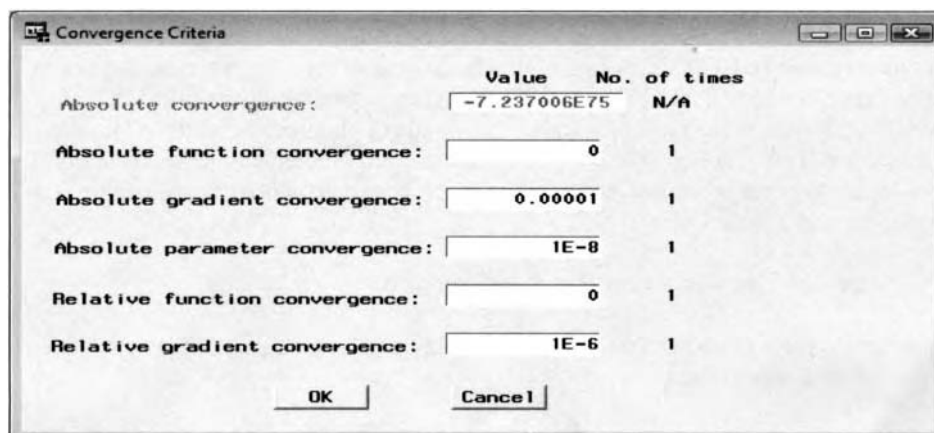 Convergence Criteria
Value No. of times
Absolute convergence: -7.237006E75 N/A
Absolute function convergence: 0 1
Absolute gradient convergence: 0.00001 1
Absolute parameter convergence: 1E-8 1
Relative function convergence: 0 1
Relative gradient convergence: 1E-6 1
OK Cancel